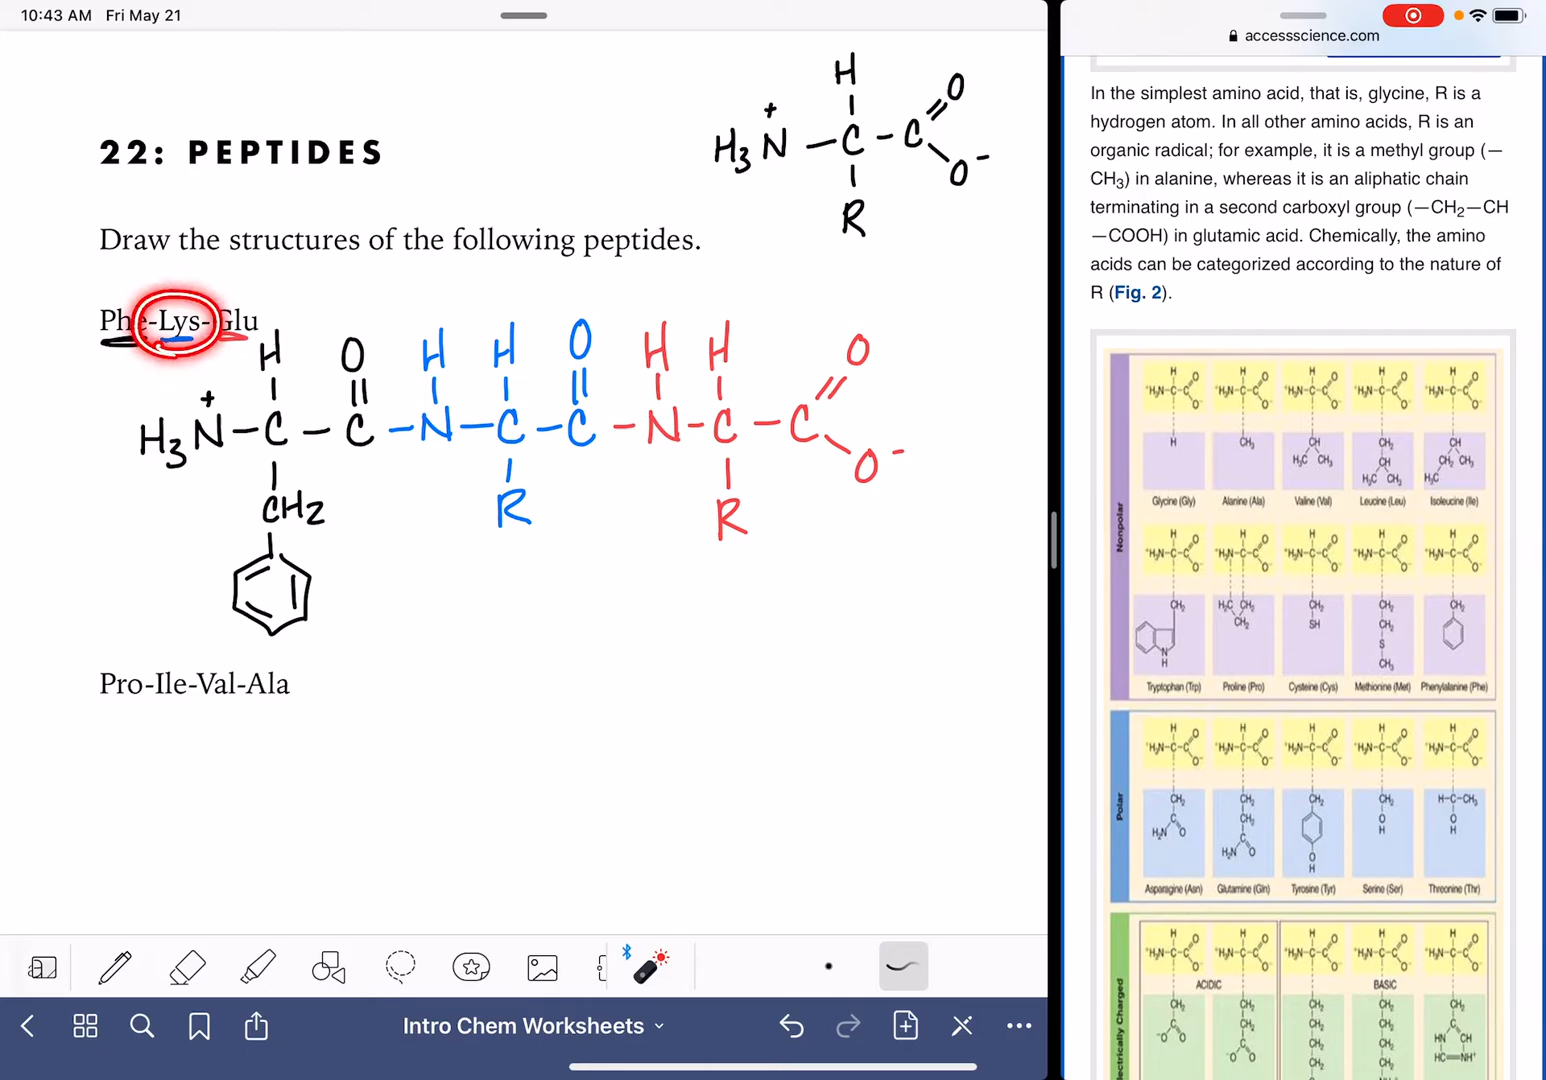 10:43 AM Fri May 21
22: PEPTIDES
H
H3N+ – C – C O
O-
R
Draw the structures of the following peptides.
Phe-Lys-Glu
H O H H O H H O
H3N+ – C – C – N – C – C – N – C – C
O-
CH2 R R
Pro-Ile-Val-Ala
Intro Chem Worksheets
accessscience.com
In the simplest amino acid, that is, glycine, R is a
hydrogen atom. In all other amino acids, R is an
organic radical; for example, it is a methyl group (—
CH₃) in alanine, whereas it is an aliphatic chain
terminating in a second carboxyl group (—CH₂—CH
—COOH) in glutamic acid. Chemically, the amino
acids can be categorized according to the nature of
R (Fig. 2).
Nonpolar
Glycine (Gly) Alanine (Ala) Valine (Val) Leucine (Leu) Isoleucine (Ile)
Tryptophan (Trp) Proline (Pro) Cysteine (Cys) Methionine (Met) Phenylalanine (Phe)
Polar
Asparagine (Asn) Glutamine (Gln) Tyrosine (Tyr) Serine (Ser) Threonine (Thr)
ACIDIC BASIC